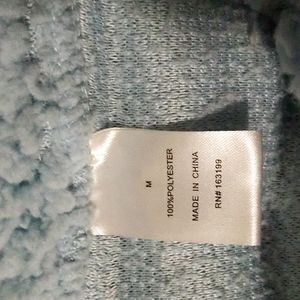 M
100%POLYESTER
MADE IN CHINA
RN# 163199